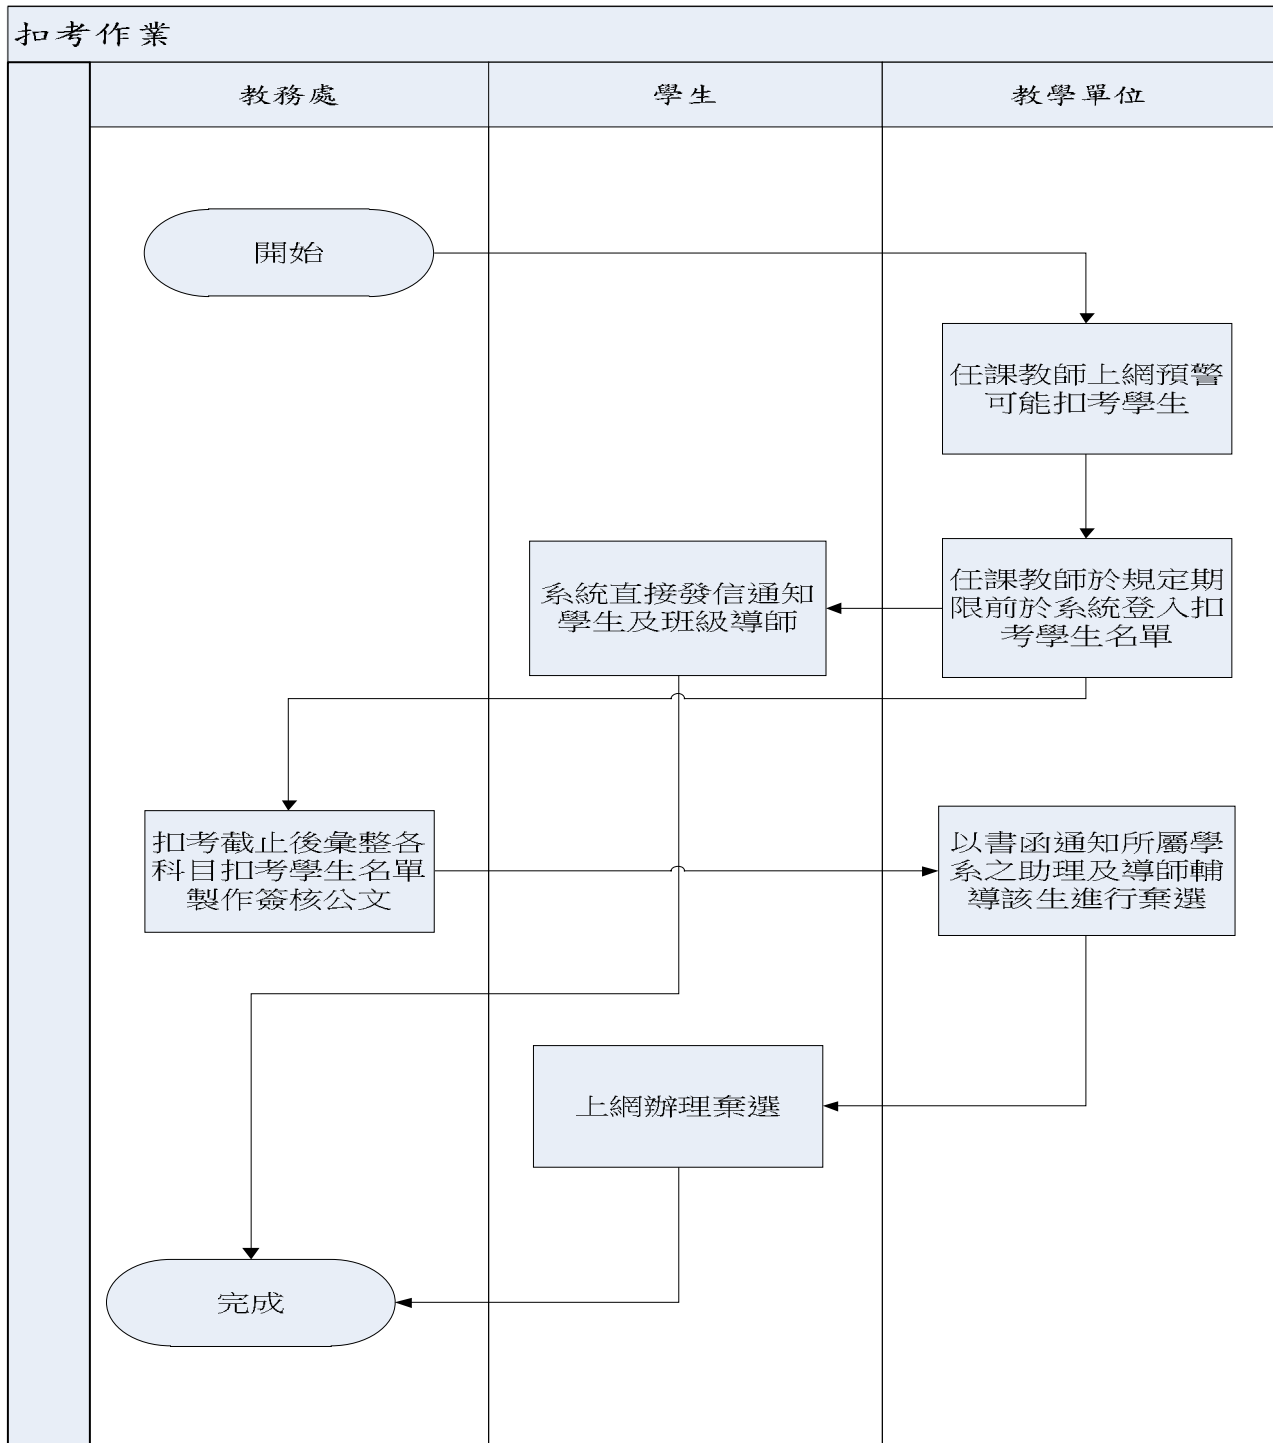 扣考作業
教務處
學生
教學單位
開始
任課教師上網預警
可能扣考學生
系統直接發信通知
學生及班級導師
任課教師於規定期
限前於系統登入扣
考學生名單
扣考截止後彙整各
科目扣考學生名單
製作簽核公文
以書函通知所屬學
系之助理及導師輔
導該生進行棄選
上網辦理棄選
完成